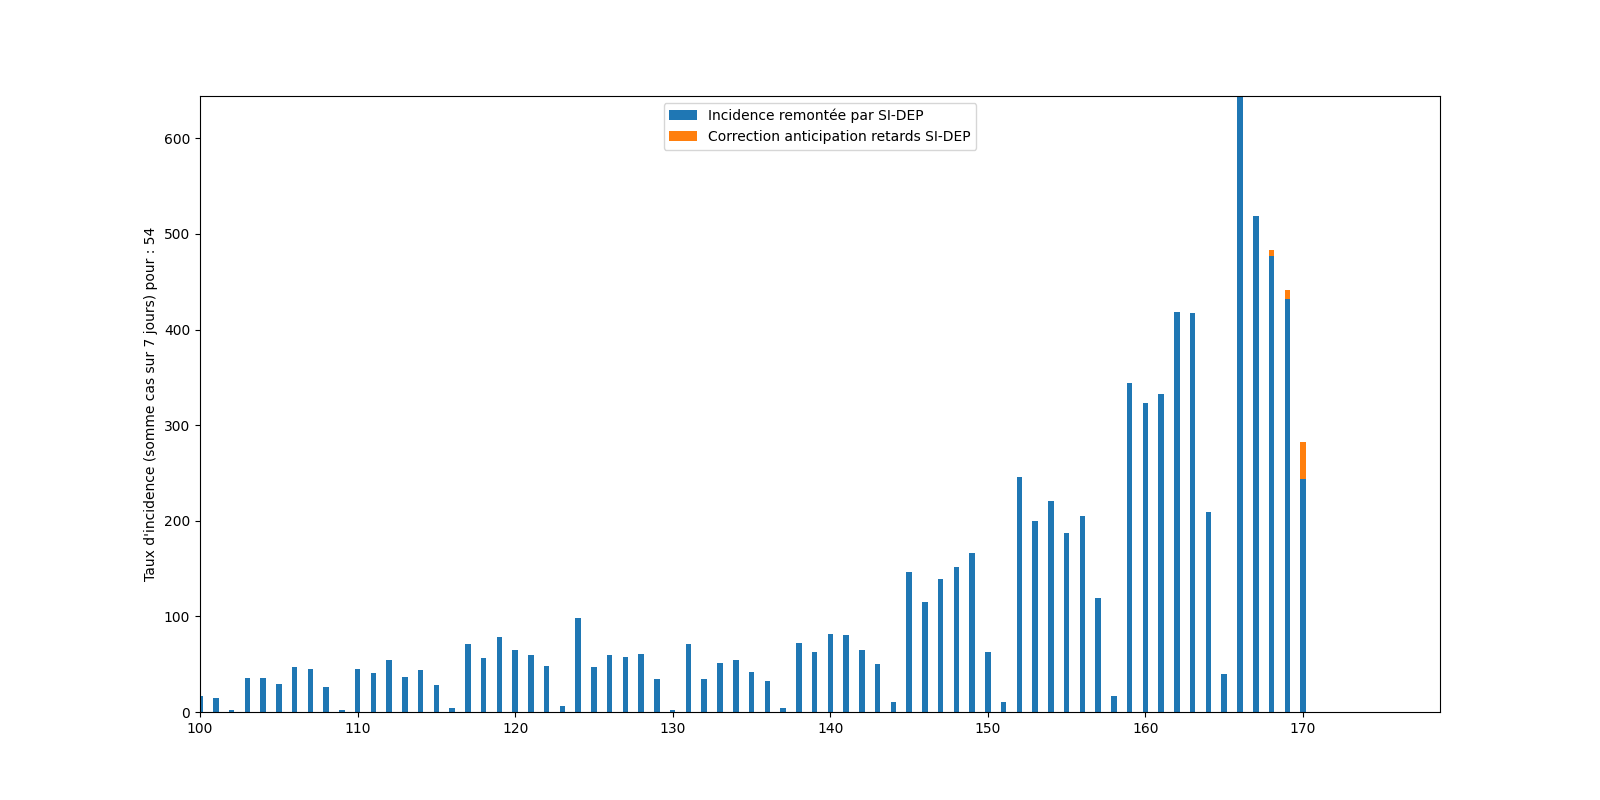 Incidence remontée par SI-DEP
Correction anticipation retards SI-DEP
Taux d'incidence (somme cas sur 7 jours) pour : 54
600
500
400
300
200
100
0
100 110 120 130 140 150 160 170